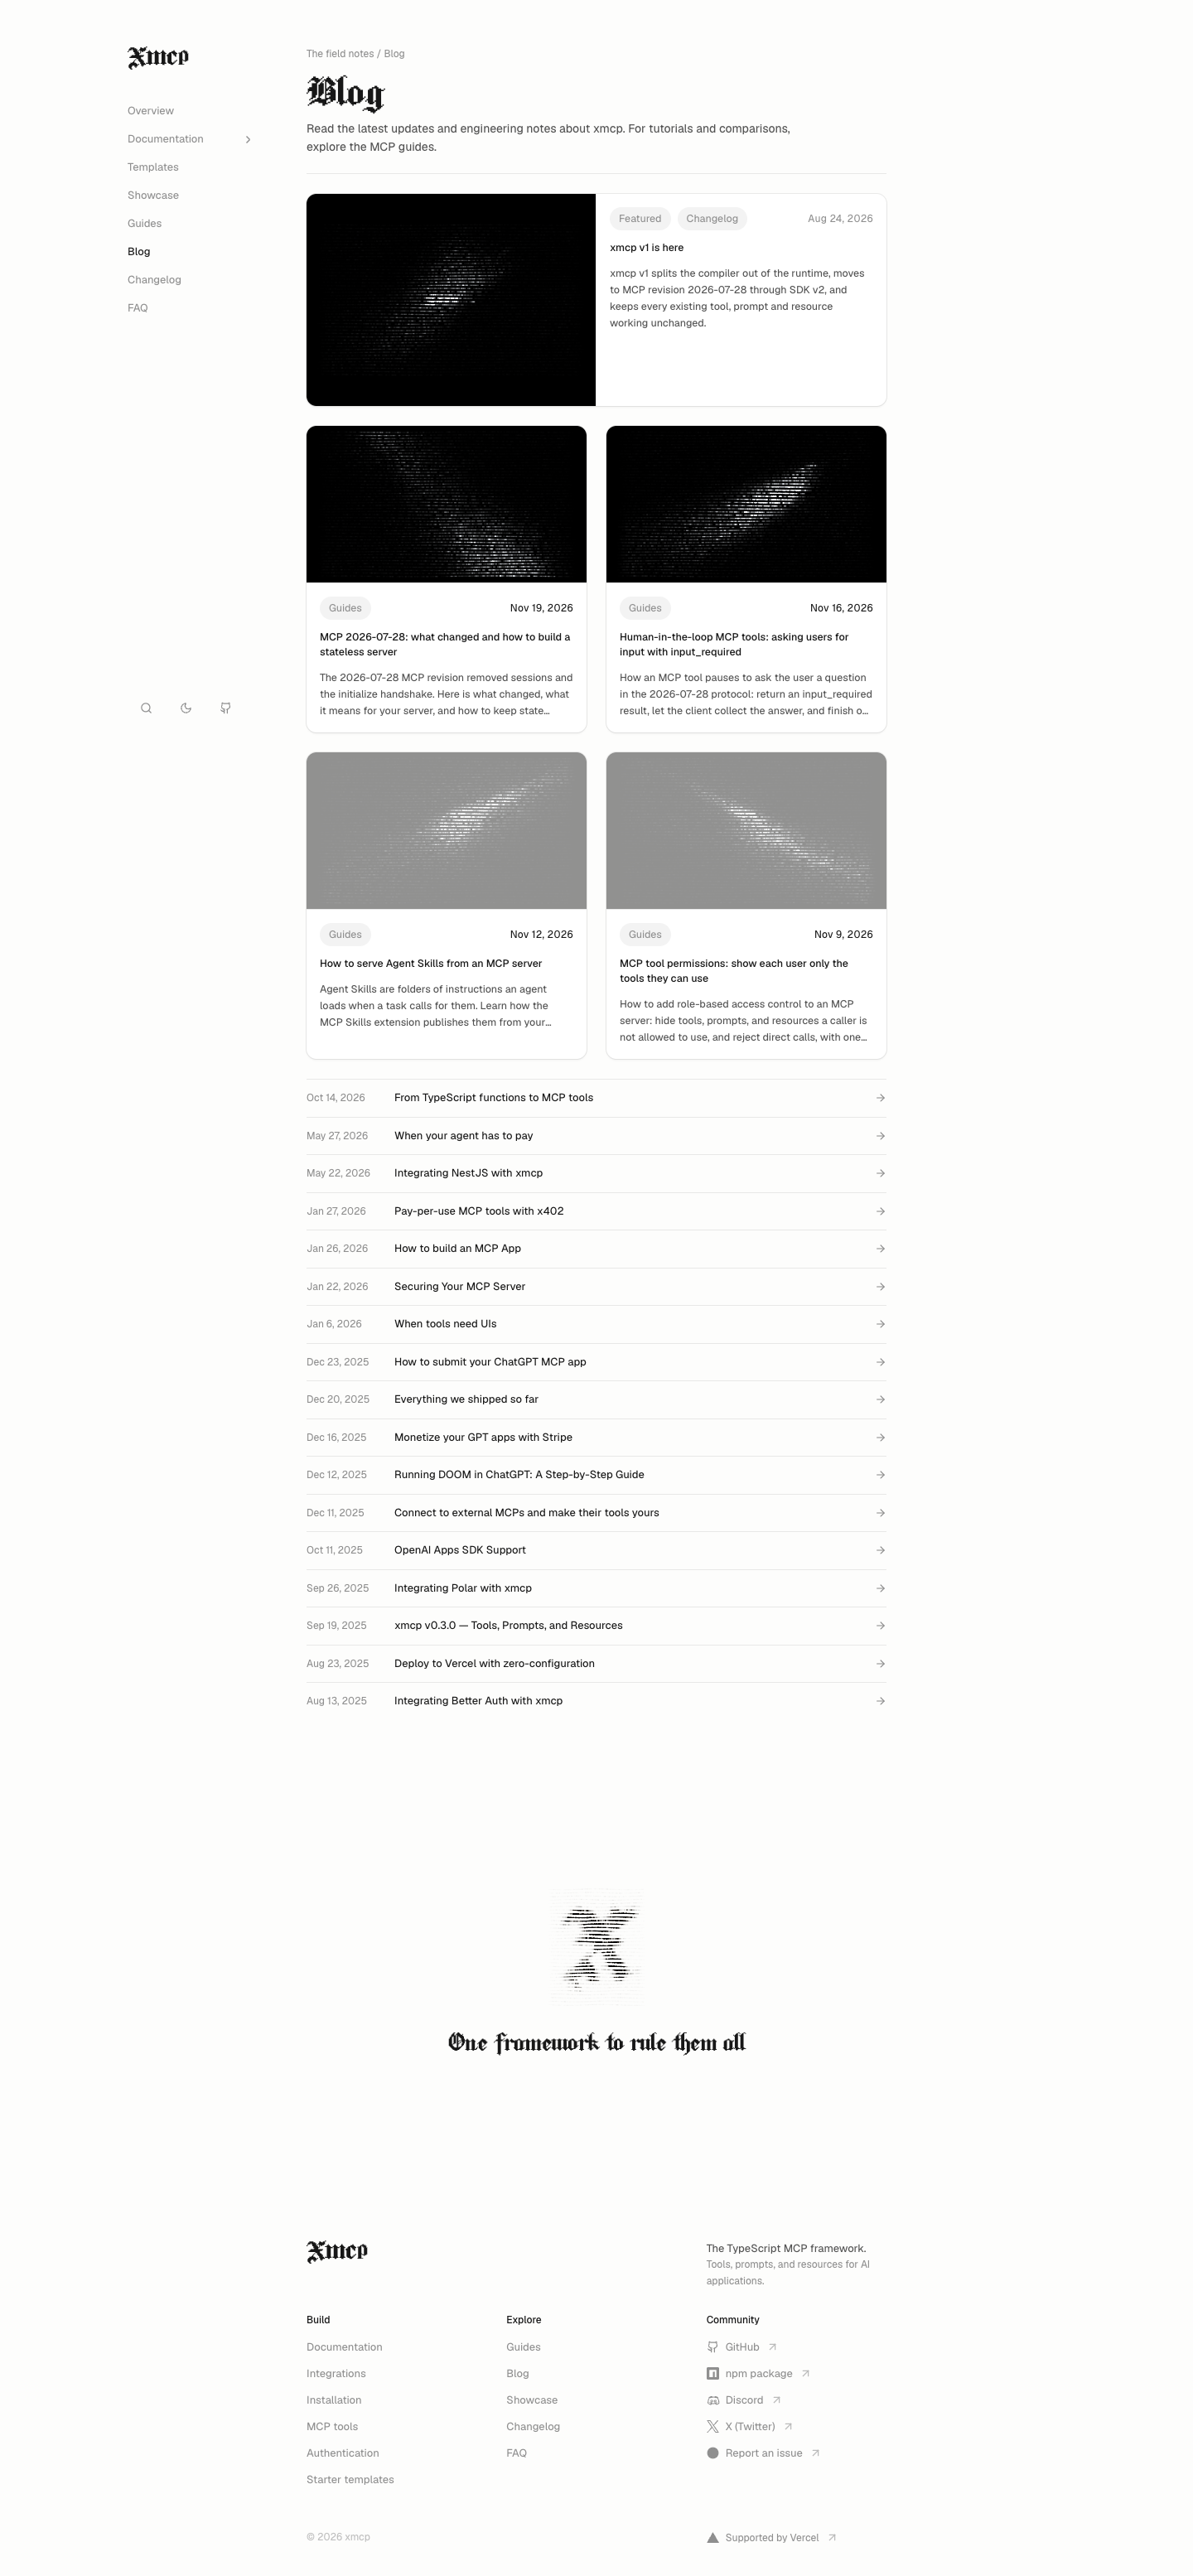 Xmcp
Overview
Documentation
Templates
Showcase
Guides
Blog
Changelog
FAQ
The field notes / Blog
Blog
Read the latest updates and engineering notes about xmcp. For tutorials and comparisons,
explore the MCP guides.
Featured
Changelog
Aug 24, 2026
xmcp v1 is here
xmcp v1 splits the compiler out of the runtime, moves
to MCP revision 2026-07-28 through SDK v2, and
keeps every existing tool, prompt and resource
working unchanged.
Guides
Nov 19, 2026
MCP 2026-07-28: what changed and how to build a
stateless server
The 2026-07-28 MCP revision removed sessions and
the initialize handshake. Here is what changed, what
it means for your server, and how to keep state…
Guides
Nov 16, 2026
Human-in-the-loop MCP tools: asking users for
input with input_required
How an MCP tool pauses to ask the user a question
in the 2026-07-28 protocol: return an input_required
result, let the client collect the answer, and finish o…
Guides
Nov 12, 2026
How to serve Agent Skills from an MCP server
Agent Skills are folders of instructions an agent
loads when a task calls for them. Learn how the
MCP Skills extension publishes them from your…
Guides
Nov 9, 2026
MCP tool permissions: show each user only the
tools they can use
How to add role-based access control to an MCP
server: hide tools, prompts, and resources a caller is
not allowed to use, and reject direct calls, with one…
Oct 14, 2026 From TypeScript functions to MCP tools
May 27, 2026 When your agent has to pay
May 22, 2026 Integrating NestJS with xmcp
Jan 27, 2026 Pay-per-use MCP tools with x402
Jan 26, 2026 How to build an MCP App
Jan 22, 2026 Securing Your MCP Server
Jan 6, 2026 When tools need UIs
Dec 23, 2025 How to submit your ChatGPT MCP app
Dec 20, 2025 Everything we shipped so far
Dec 16, 2025 Monetize your GPT apps with Stripe
Dec 12, 2025 Running DOOM in ChatGPT: A Step-by-Step Guide
Dec 11, 2025 Connect to external MCPs and make their tools yours
Oct 11, 2025 OpenAI Apps SDK Support
Sep 26, 2025 Integrating Polar with xmcp
Sep 19, 2025 xmcp v0.3.0 — Tools, Prompts, and Resources
Aug 23, 2025 Deploy to Vercel with zero-configuration
Aug 13, 2025 Integrating Better Auth with xmcp
X
One framework to rule them all
Xmcp
The TypeScript MCP framework.
Tools, prompts, and resources for AI
applications.
Build
Documentation
Integrations
Installation
MCP tools
Authentication
Starter templates
Explore
Guides
Blog
Showcase
Changelog
FAQ
Community
GitHub
npm package
Discord
X (Twitter)
Report an issue
© 2026 xmcp
Supported by Vercel